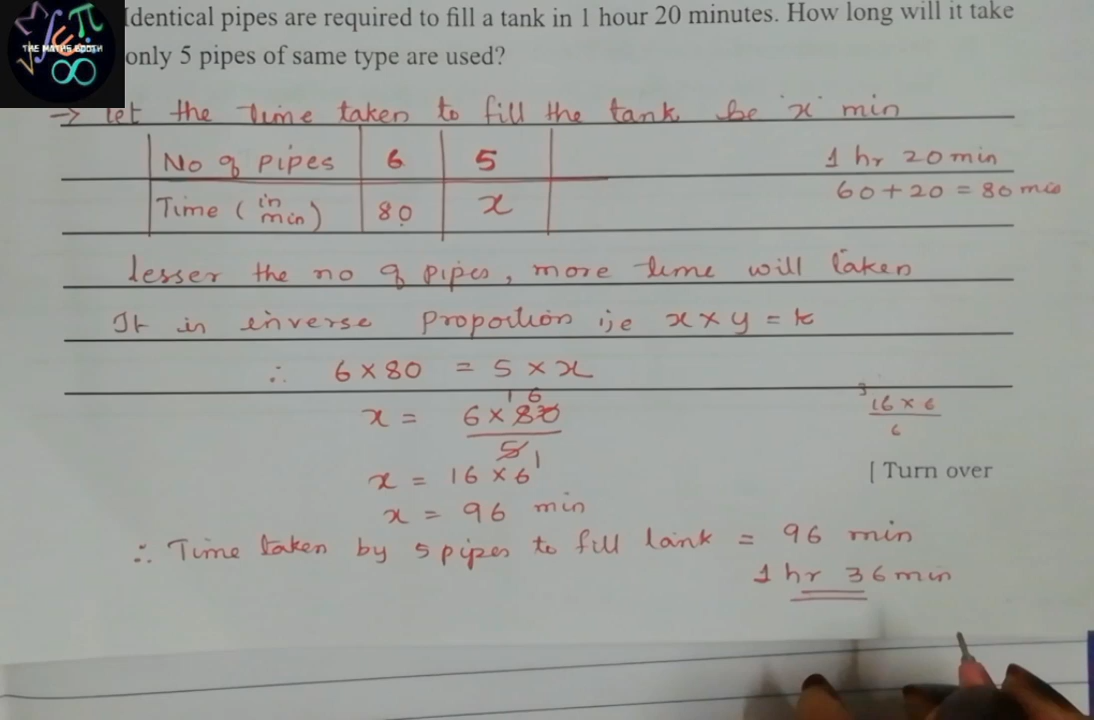 Identical pipes are required to fill a tank in 1 hour 20 minutes. How long will it take
only 5 pipes of same type are used?
THE MATHS BOOTH
→ Let the time taken to fill the tank be 'x' min
No of pipes 6 5
1 hr 20 min
Time (in min) 80 x
60 + 20 = 80 min
lesser the no of pipes, more time will taken
It is inverse proportion i;e x × y = k
∴ 6 × 80 = 5 × x
x = 6 × 80 / 5
16
1
16 × 6
3
6
x = 16 × 6
[ Turn over
x = 96 min
∴ Time taken by 5 pipes to fill tank = 96 min
1 hr 36 min